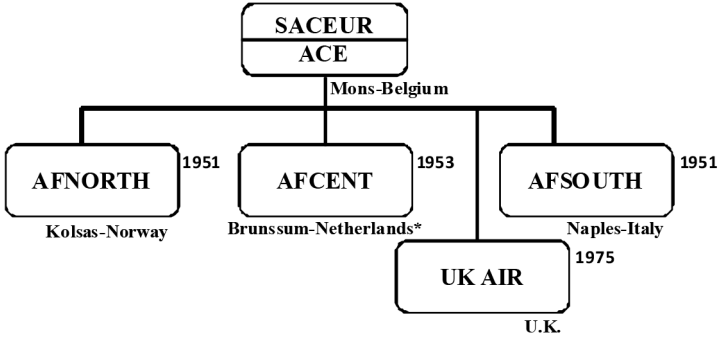 SACEUR
ACE
Mons-Belgium
AFNORTH
1951
Kolsas-Norway
AFCENT
1953
Brunssum-Netherlands*
AFSOUTH
1951
Naples-Italy
UK AIR
1975
U.K.